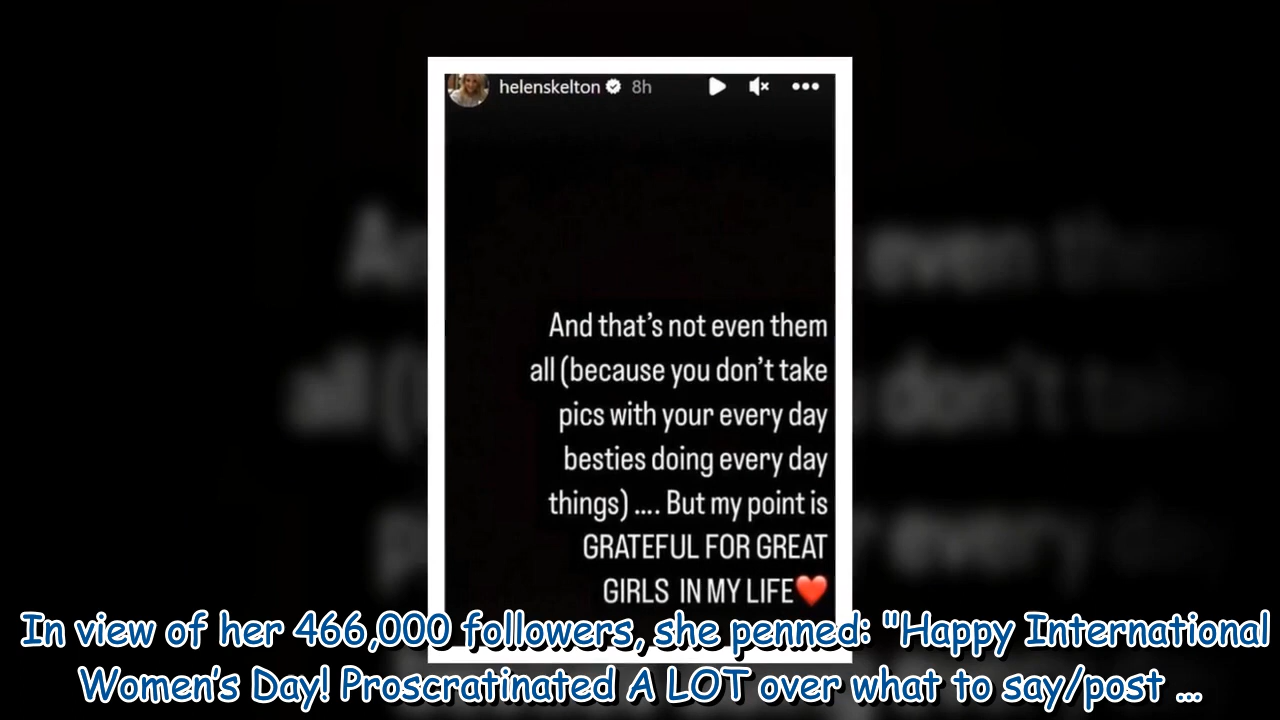 helenskelton 8h
And that's not even them
all (because you don't take
pics with your every day
besties doing every day
things) .... But my point is
GRATEFUL FOR GREAT
GIRLS IN MY LIFE❤️
In view of her 466,000 followers, she penned: "Happy International
Women's Day! Proscratinated A LOT over what to say/post ...